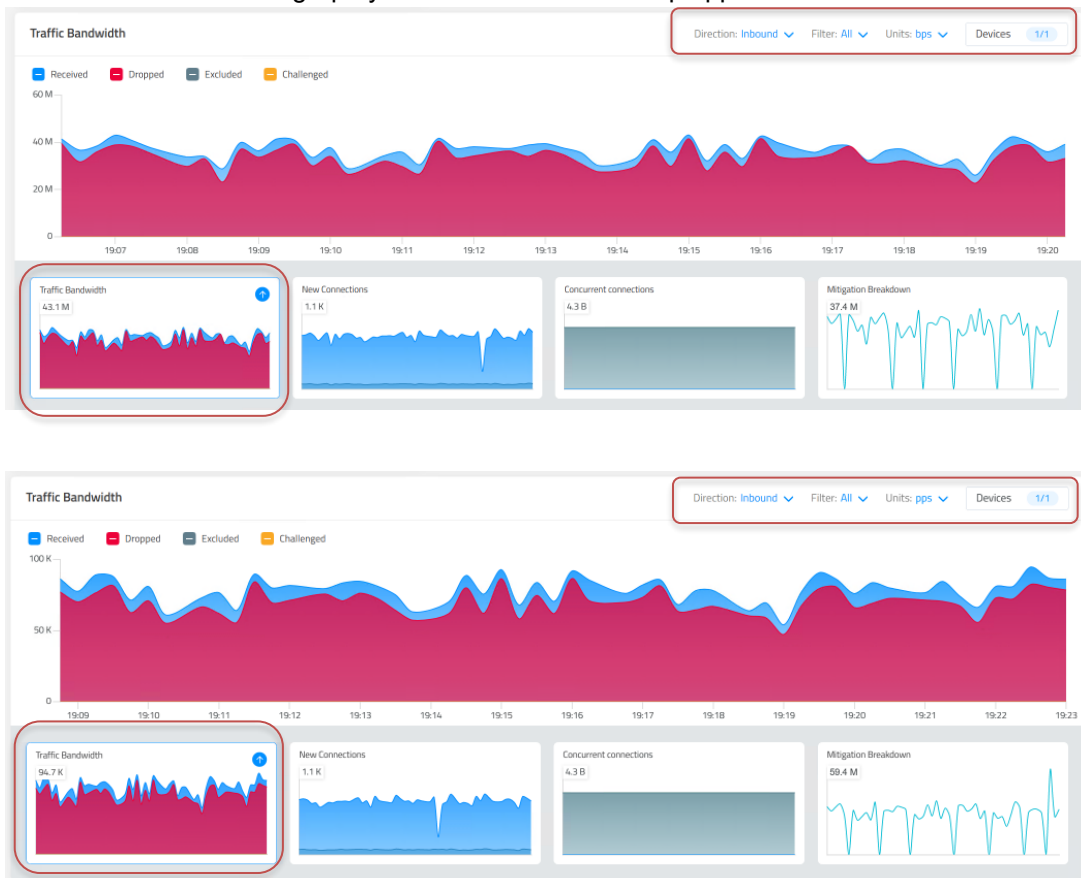 Traffic Bandwidth Direction: Inbound Filter: All Units: bps Devices 1/1
Received Dropped Excluded Challenged
60 M
40 M
20 M
0
19:07 19:08 19:09 19:10 19:11 19:12 19:13 19:14 19:15 19:16 19:17 19:18 19:19 19:20
Traffic Bandwidth New Connections Concurrent connections Mitigation Breakdown
43.1 M 1.1 K 4.3 B 37.4 M
Traffic Bandwidth Direction: Inbound Filter: All Units: pps Devices 1/1
Received Dropped Excluded Challenged
100 K
50 K
0
19:09 19:10 19:11 19:12 19:13 19:14 19:15 19:16 19:17 19:18 19:19 19:20 19:21 19:22 19:23
Traffic Bandwidth New Connections Concurrent connections Mitigation Breakdown
94.7 K 1.1 K 4.3 B 59.4 M